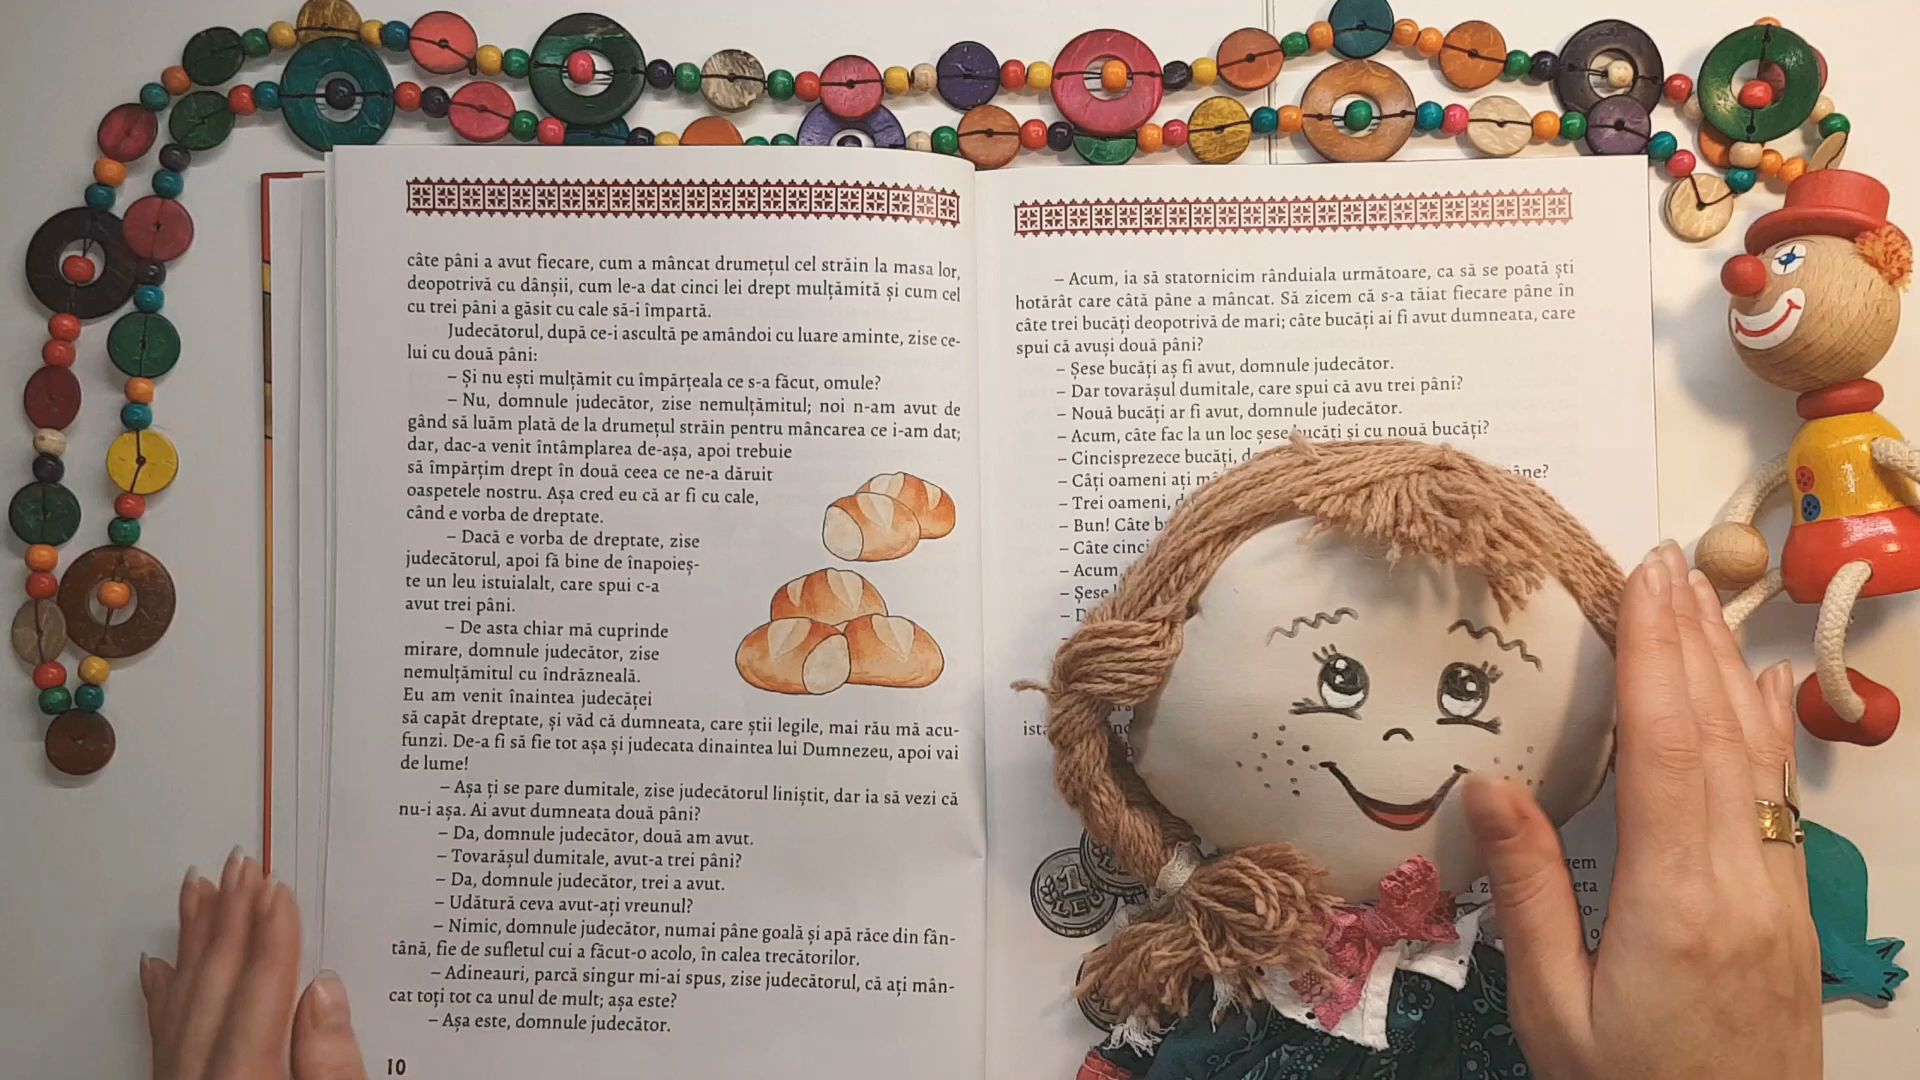 câte pâni a avut fiecare, cum a mâncat drumețul cel străin la masa lor,
deopotrivă cu dânșii, cum le-a dat cinci lei drept mulțămită și cum cel
cu trei pâni a găsit cu cale să-i împartă.
Judecătorul, după ce-i ascultă pe amândoi cu luare aminte, zise ce-
lui cu două pâni:
– Și nu ești mulțămit cu împărțeala ce s-a făcut, omule?
– Nu, domnule judecător, zise nemulțămitul; noi n-am avut de
gând să luăm plată de la drumețul străin pentru mâncarea ce i-am dat;
dar, dac-a venit întâmplarea de-așa, apoi trebuie
să împărțim drept în două ceea ce ne-a dăruit
oaspetele nostru. Așa cred eu că ar fi cu cale,
când e vorba de dreptate.
– Dacă e vorba de dreptate, zise
judecătorul, apoi fă bine de înapoieș-
te un leu istuialalt, care spui c-a
avut trei pâni.
– De asta chiar mă cuprinde
mirare, domnule judecător, zise
nemulțămitul cu îndrăzneală.
Eu am venit înaintea judecăței
să capăt dreptate, și văd că dumneata, care știi legile, mai rău mă acu-
funzi. De-a fi să fie tot așa și judecata dinaintea lui Dumnezeu, apoi vai
de lume!
– Așa ți se pare dumitale, zise judecătorul liniștit, dar ia să vezi că
nu-i așa. Ai avut dumneata două pâni?
– Da, domnule judecător, două am avut.
– Tovarășul dumitale, avut-a trei pâni?
– Da, domnule judecător, trei a avut.
– Udătură ceva avut-ați vreunul?
– Nimic, domnule judecător, numai pâne goală și apă răce din fân-
tână, fie de sufletul cui a făcut-o acolo, în calea trecătorilor.
– Adineauri, parcă singur mi-ai spus, zise judecătorul, că ați mân-
cat toți tot ca unul de mult; așa este?
– Așa este, domnule judecător.
10
– Acum, ia să statornicim rânduiala următoare, ca să se poată ști
hotărât care câtă pâne a mâncat. Să zicem că s-a tăiat fiecare pâne în
câte trei bucăți deopotrivă de mari; câte bucăți ai fi avut dumneata, care
spui că avuși două pâni?
– Șese bucăți aș fi avut, domnule judecător.
– Dar tovarășul dumitale, care spui că avu trei pâni?
– Nouă bucăți ar fi avut, domnule judecător.
– Acum, câte fac la un loc șese bucăți și cu nouă bucăți?
– Cincisprezece bucăți,
– Câți oameni ați
– Trei oameni,
– Bun! Câte
– Câte cinci
– Acum
– Șese
1
LEU